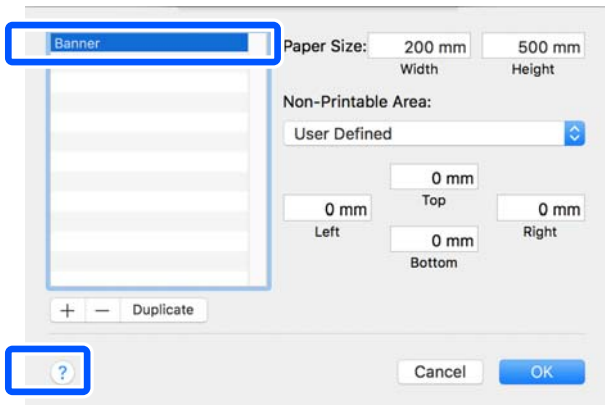 Banner
Paper Size: 200 mm 500 mm
Width Height
Non-Printable Area:
User Defined
0 mm
Top
0 mm 0 mm
Left Right
0 mm
Bottom
+ − Duplicate
? Cancel OK